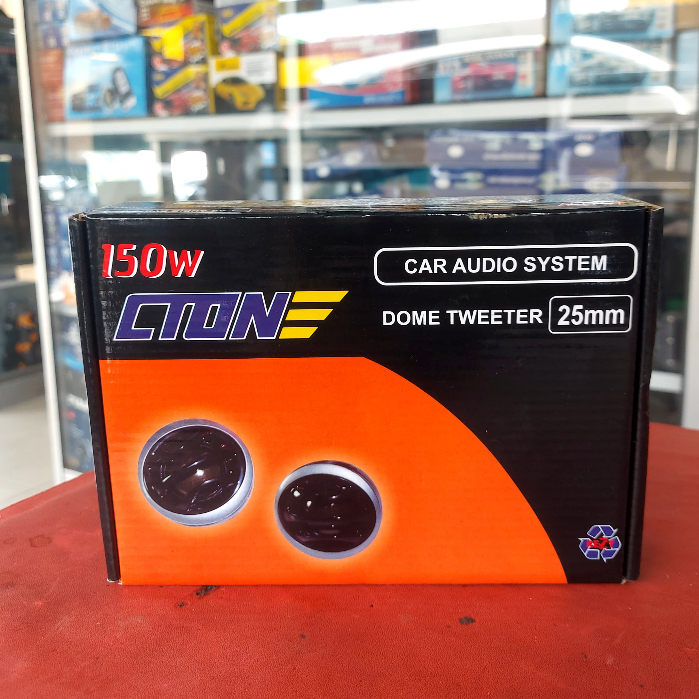 150W
CTONE
CAR AUDIO SYSTEM
DOME TWEETER 25mm